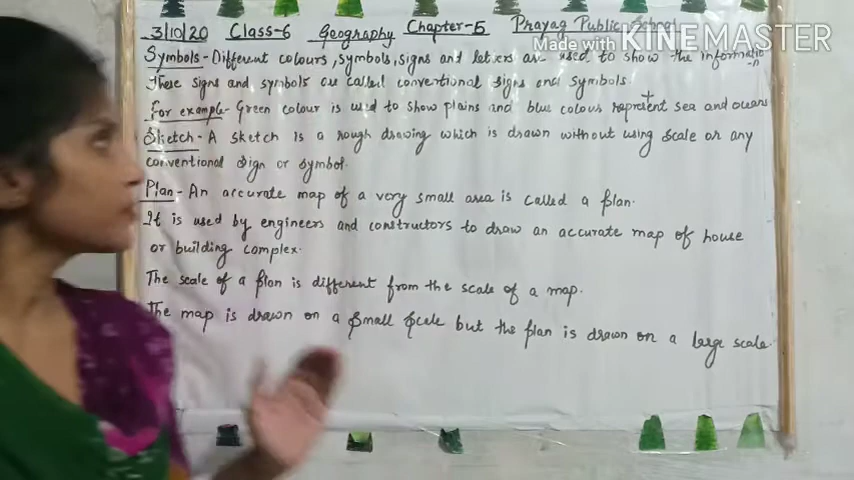 3/10/20 Class-6 Geography Chapter-5 Prayag Public School
Made with KINEMASTER
Symbols - Different colours, symbols, signs and letters are used to show the information
These signs and symbols are called conventional signs and symbols.
For example - Green colour is used to show plains and blue colour represent sea and oceans
Sketch - A sketch is a rough drawing which is drawn without using scale or any
conventional sign or symbol.
Plan - An accurate map of a very small area is called a plan.
It is used by engineers and constructors to draw an accurate map of house
or building complex.
The scale of a plan is different from the scale of a map.
The map is drawn on a small scale but the plan is drawn on a large scale.